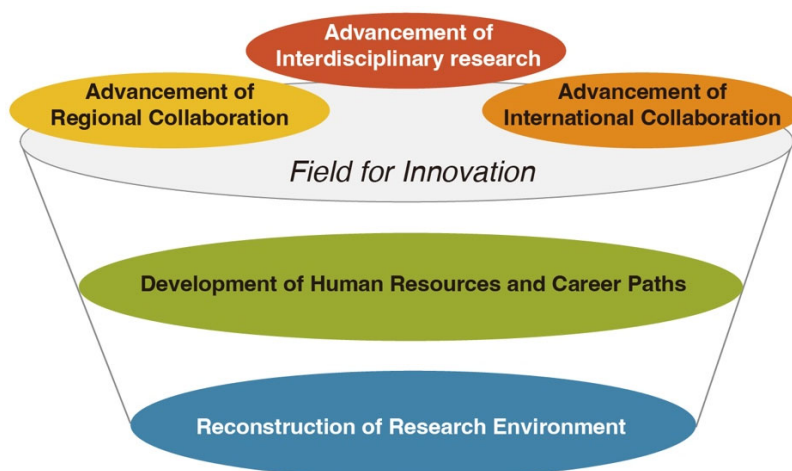 Advancement of
Interdisciplinary research
Advancement of
Regional Collaboration
Advancement of
International Collaboration
Field for Innovation
Development of Human Resources and Career Paths
Reconstruction of Research Environment